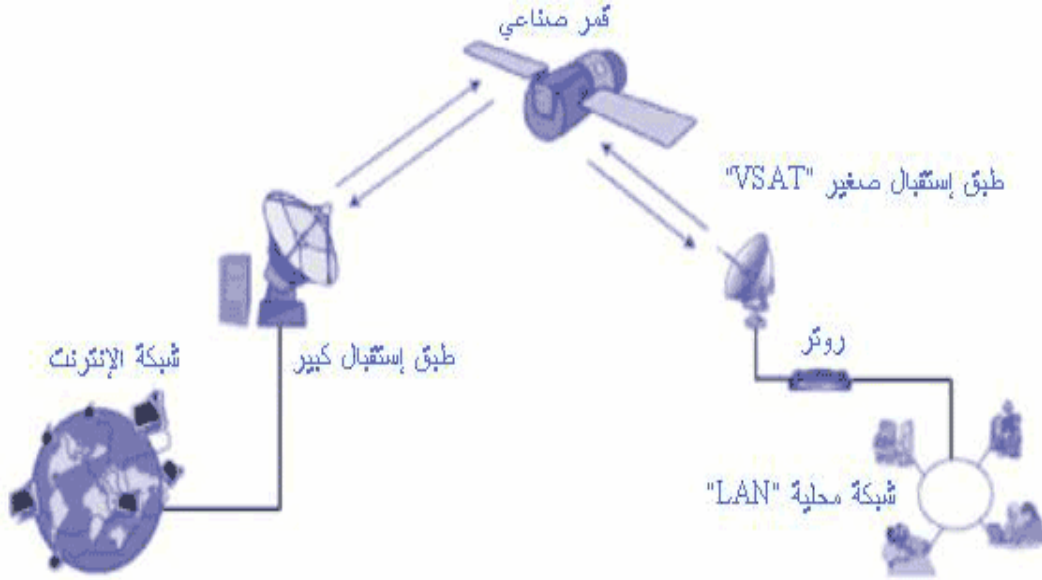 قمر صناعي
طبق إستقبال صغير "VSAT"
روتر
طبق إستقبال كبير
شبكة الإنترنت
شبكة محلية "LAN"